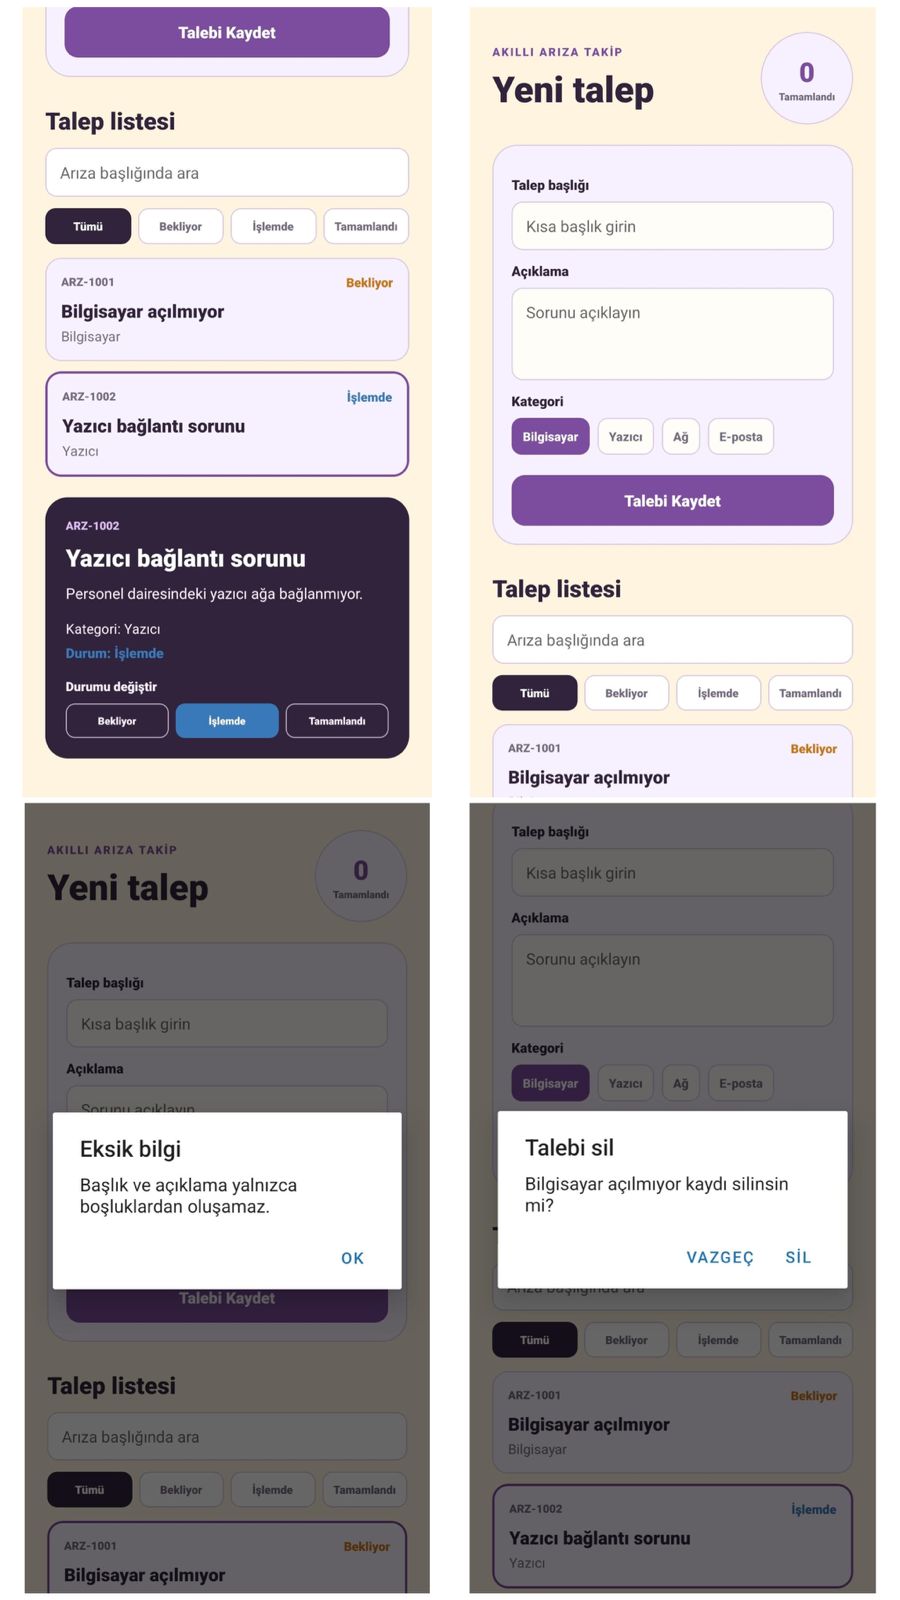 Talebi Kaydet
Talep listesi
Arıza başlığında ara
Tümü Bekliyor İşlemde Tamamlandı
ARZ-1001 Bekliyor
Bilgisayar açılmıyor
Bilgisayar
ARZ-1002 İşlemde
Yazıcı bağlantı sorunu
Yazıcı
ARZ-1002
Yazıcı bağlantı sorunu
Personel dairesindeki yazıcı ağa bağlanmıyor.
Kategori: Yazıcı
Durum: İşlemde
Durumu değiştir
Bekliyor İşlemde Tamamlandı
AKILLI ARIZA TAKİP
Yeni talep
0
Tamamlandı
Talep başlığı
Kısa başlık girin
Açıklama
Sorunu açıklayın
Kategori
Bilgisayar Yazıcı Ağ E-posta
Talebi Kaydet
Talep listesi
Arıza başlığında ara
Tümü Bekliyor İşlemde Tamamlandı
ARZ-1001 Bekliyor
Bilgisayar açılmıyor
AKILLI ARIZA TAKİP
Yeni talep
0
Tamamlandı
Talep başlığı
Kısa başlık girin
Açıklama
Sorunu açıklayın
Eksik bilgi
Başlık ve açıklama yalnızca
boşluklardan oluşamaz.
OK
Talebi Kaydet
Talep listesi
Arıza başlığında ara
Tümü Bekliyor İşlemde Tamamlandı
ARZ-1001 Bekliyor
Bilgisayar açılmıyor
Talep başlığı
Kısa başlık girin
Açıklama
Sorunu açıklayın
Kategori
Bilgisayar Yazıcı Ağ E-posta
Talebi sil
Bilgisayar açılmıyor kaydı silinsin
mi?
VAZGEÇ SİL
Arıza başlığında ara
Tümü Bekliyor İşlemde Tamamlandı
ARZ-1001 Bekliyor
Bilgisayar açılmıyor
Bilgisayar
ARZ-1002 İşlemde
Yazıcı bağlantı sorunu
Yazıcı